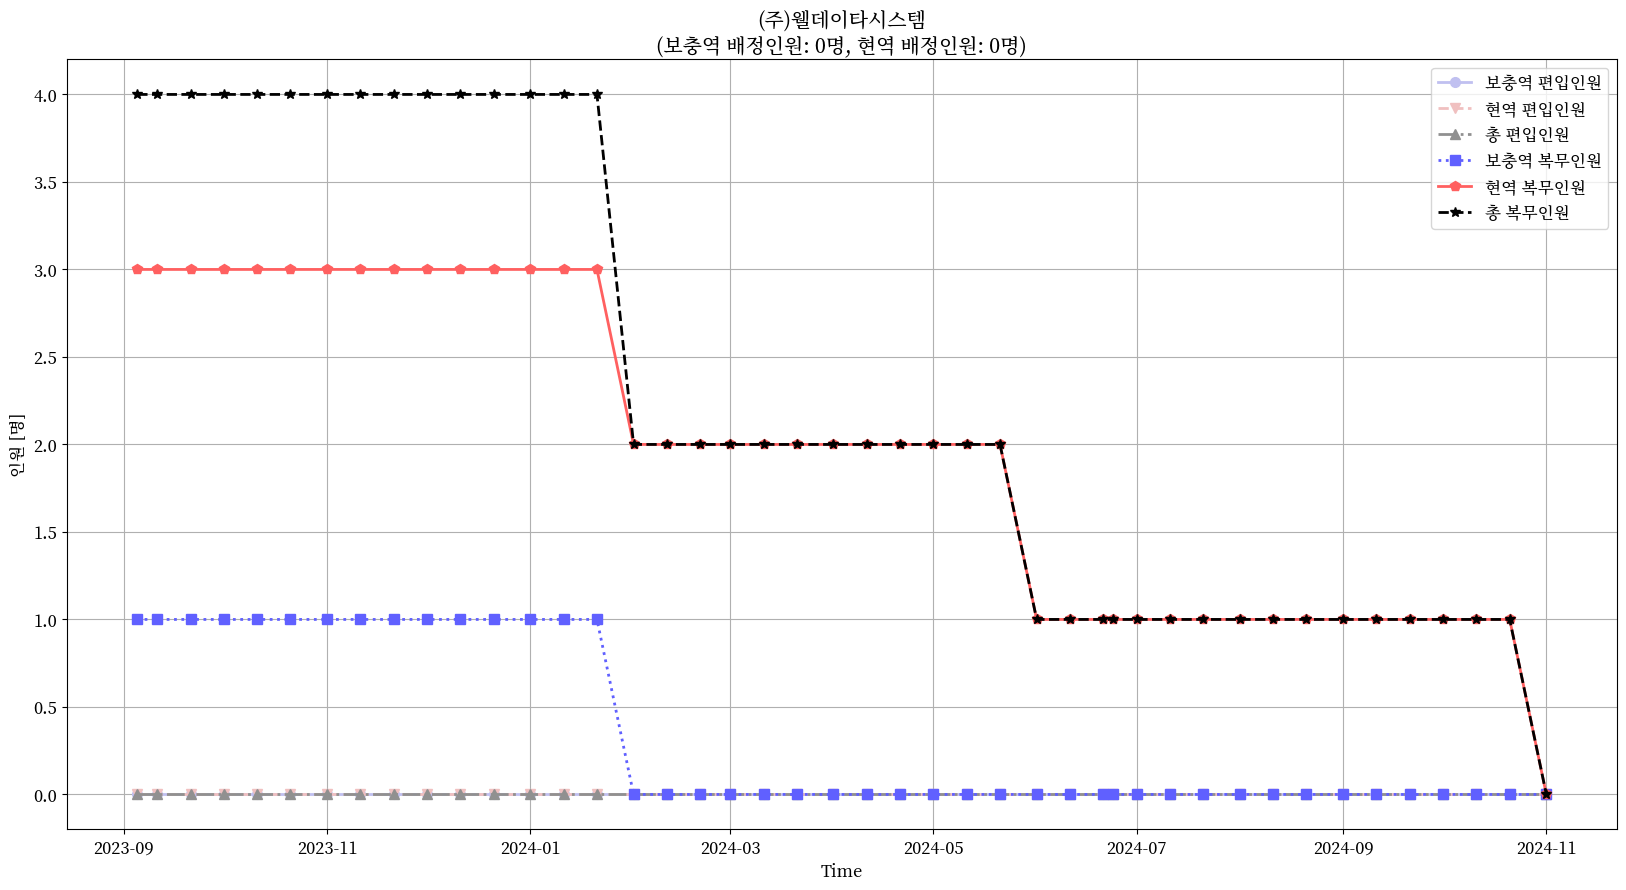 (주)웰데이타시스템
(보충역 배정인원: 0명, 현역 배정인원: 0명)
보충역 편입인원
현역 편입인원
총 편입인원
보충역 복무인원
현역 복무인원
총 복무인원
인원 [명]
4.0
3.5
3.0
2.5
2.0
1.5
1.0
0.5
0.0
2023-09
2023-11
2024-01
2024-03
2024-05
2024-07
2024-09
2024-11
Time